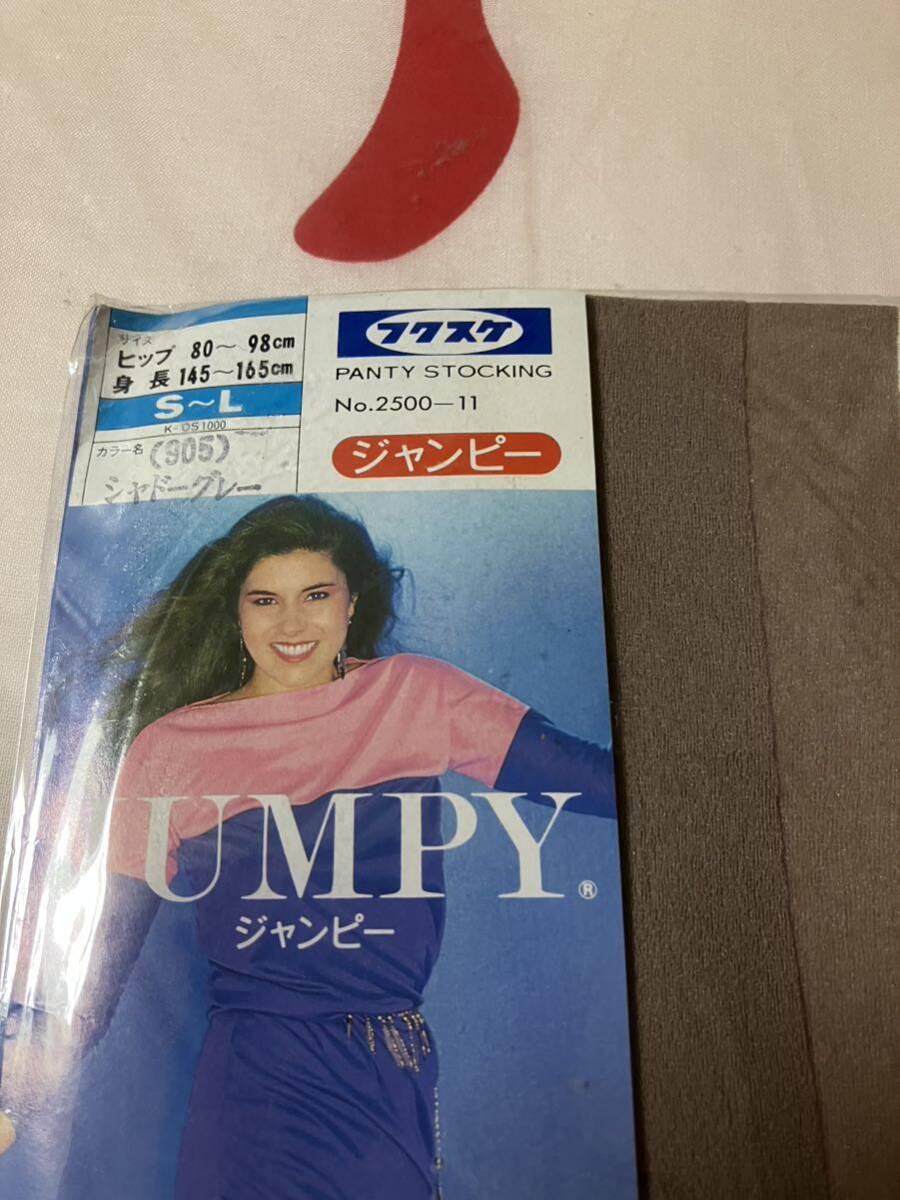 サイズ
ヒップ 80～98cm
身長 145～165cm
S～L
K-OS1000
カラー名 (905)
シャドーグレー
フクスケ
PANTY STOCKING
No.2500－11
ジャンピー
JUMPY®
ジャンピー